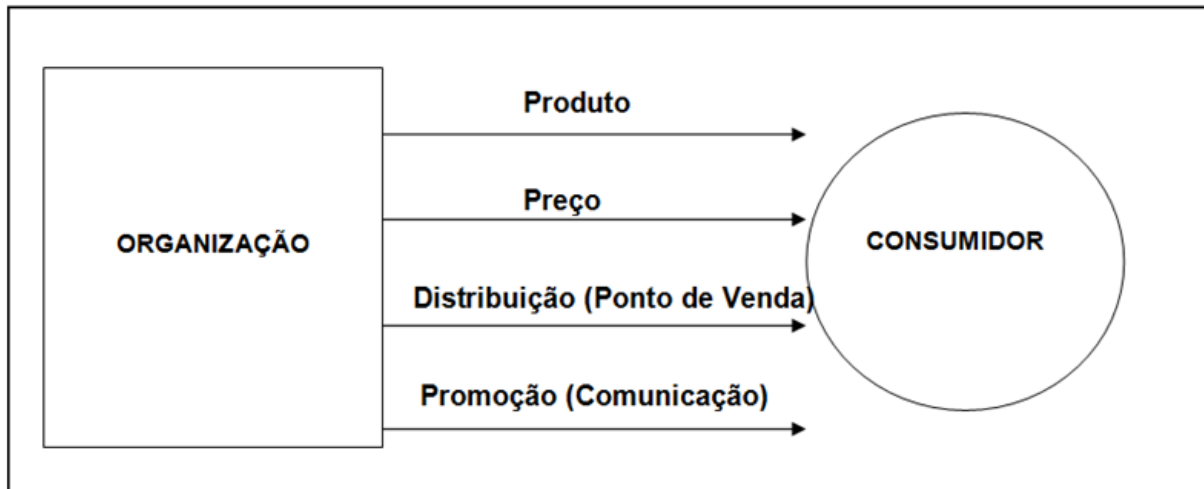 Produto
Preço
ORGANIZAÇÃO
CONSUMIDOR
Distribuição (Ponto de Venda)
Promoção (Comunicação)